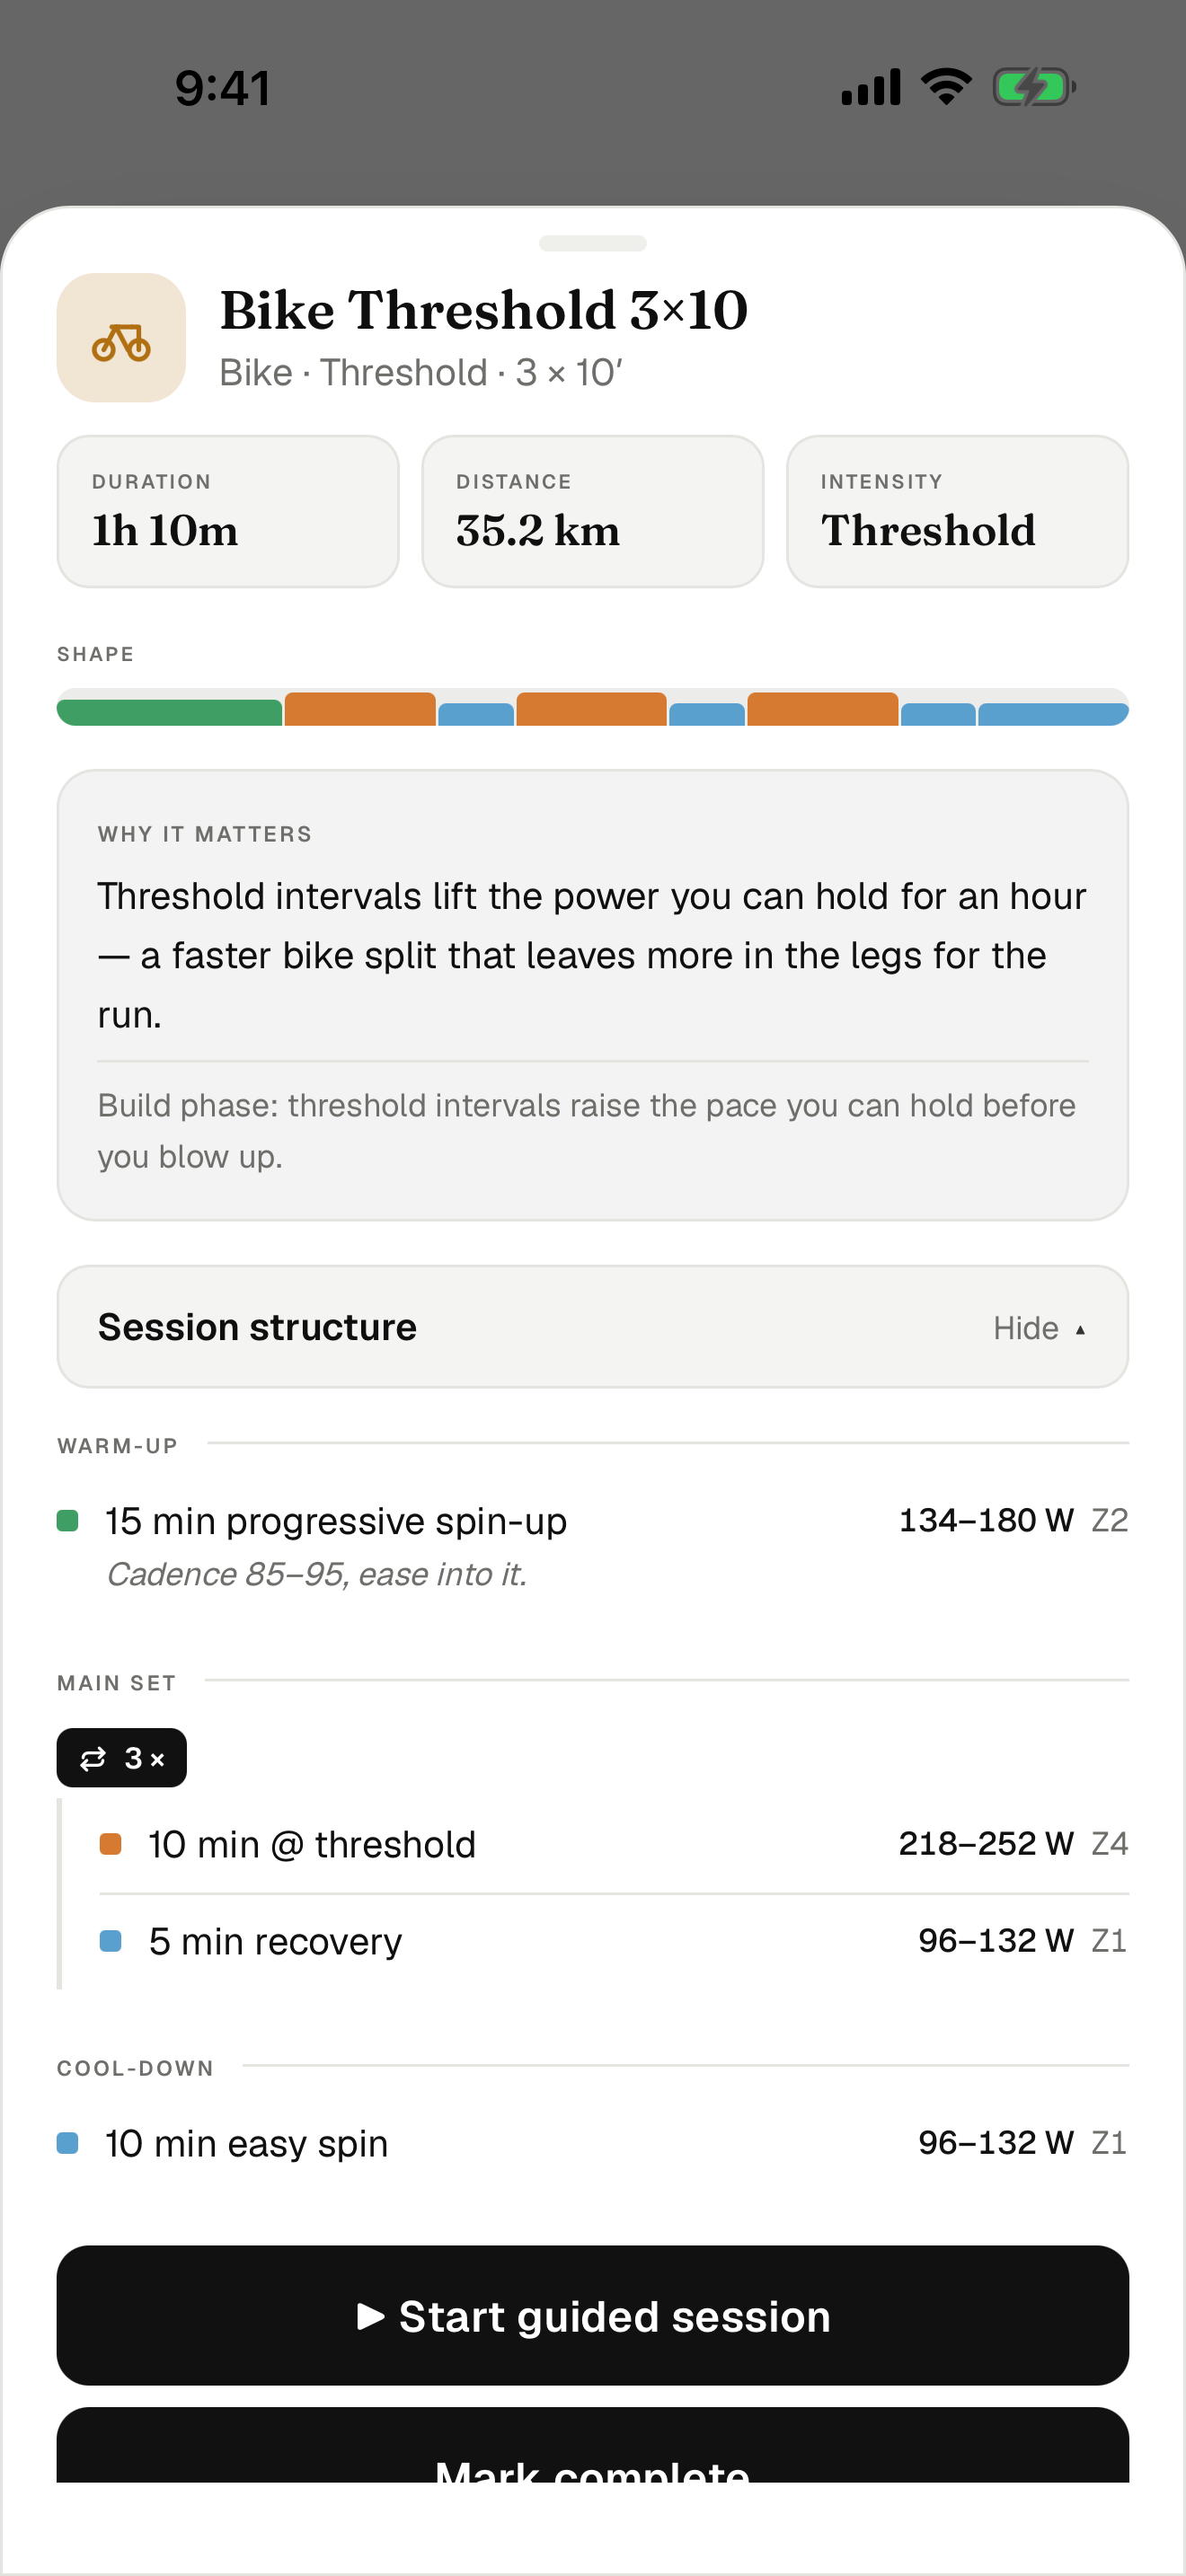 9:41
Bike Threshold 3×10
Bike · Threshold · 3 × 10′
DURATION
1h 10m
DISTANCE
35.2 km
INTENSITY
Threshold
SHAPE
WHY IT MATTERS
Threshold intervals lift the power you can hold for an hour
— a faster bike split that leaves more in the legs for the
run.
Build phase: threshold intervals raise the pace you can hold before
you blow up.
Session structure
Hide ▲
WARM-UP
15 min progressive spin-up
134–180 W Z2
Cadence 85–95, ease into it.
MAIN SET
3 ×
10 min @ threshold
218–252 W Z4
5 min recovery
96–132 W Z1
COOL-DOWN
10 min easy spin
96–132 W Z1
Start guided session
Mark complete